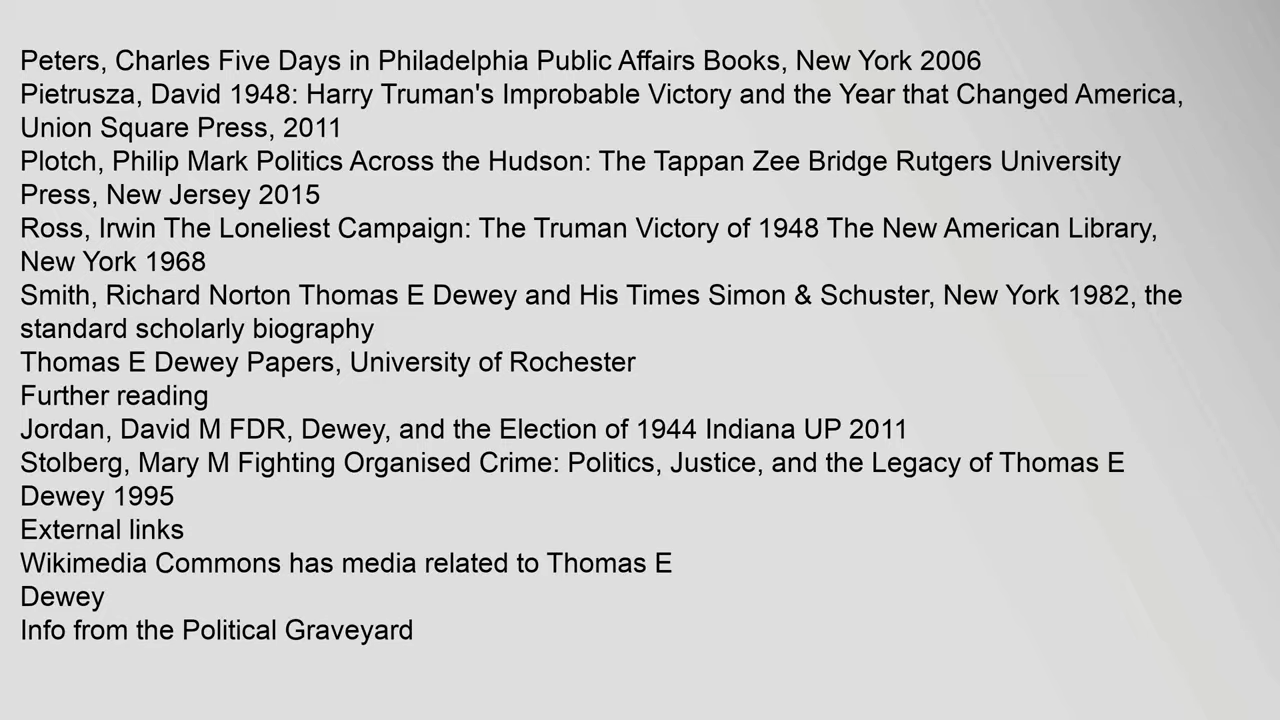 Peters, Charles Five Days in Philadelphia Public Affairs Books, New York 2006
Pietrusza, David 1948: Harry Truman's Improbable Victory and the Year that Changed America,
Union Square Press, 2011
Plotch, Philip Mark Politics Across the Hudson: The Tappan Zee Bridge Rutgers University
Press, New Jersey 2015
Ross, Irwin The Loneliest Campaign: The Truman Victory of 1948 The New American Library,
New York 1968
Smith, Richard Norton Thomas E Dewey and His Times Simon & Schuster, New York 1982, the
standard scholarly biography
Thomas E Dewey Papers, University of Rochester
Further reading
Jordan, David M FDR, Dewey, and the Election of 1944 Indiana UP 2011
Stolberg, Mary M Fighting Organised Crime: Politics, Justice, and the Legacy of Thomas E
Dewey 1995
External links
Wikimedia Commons has media related to Thomas E
Dewey
Info from the Political Graveyard